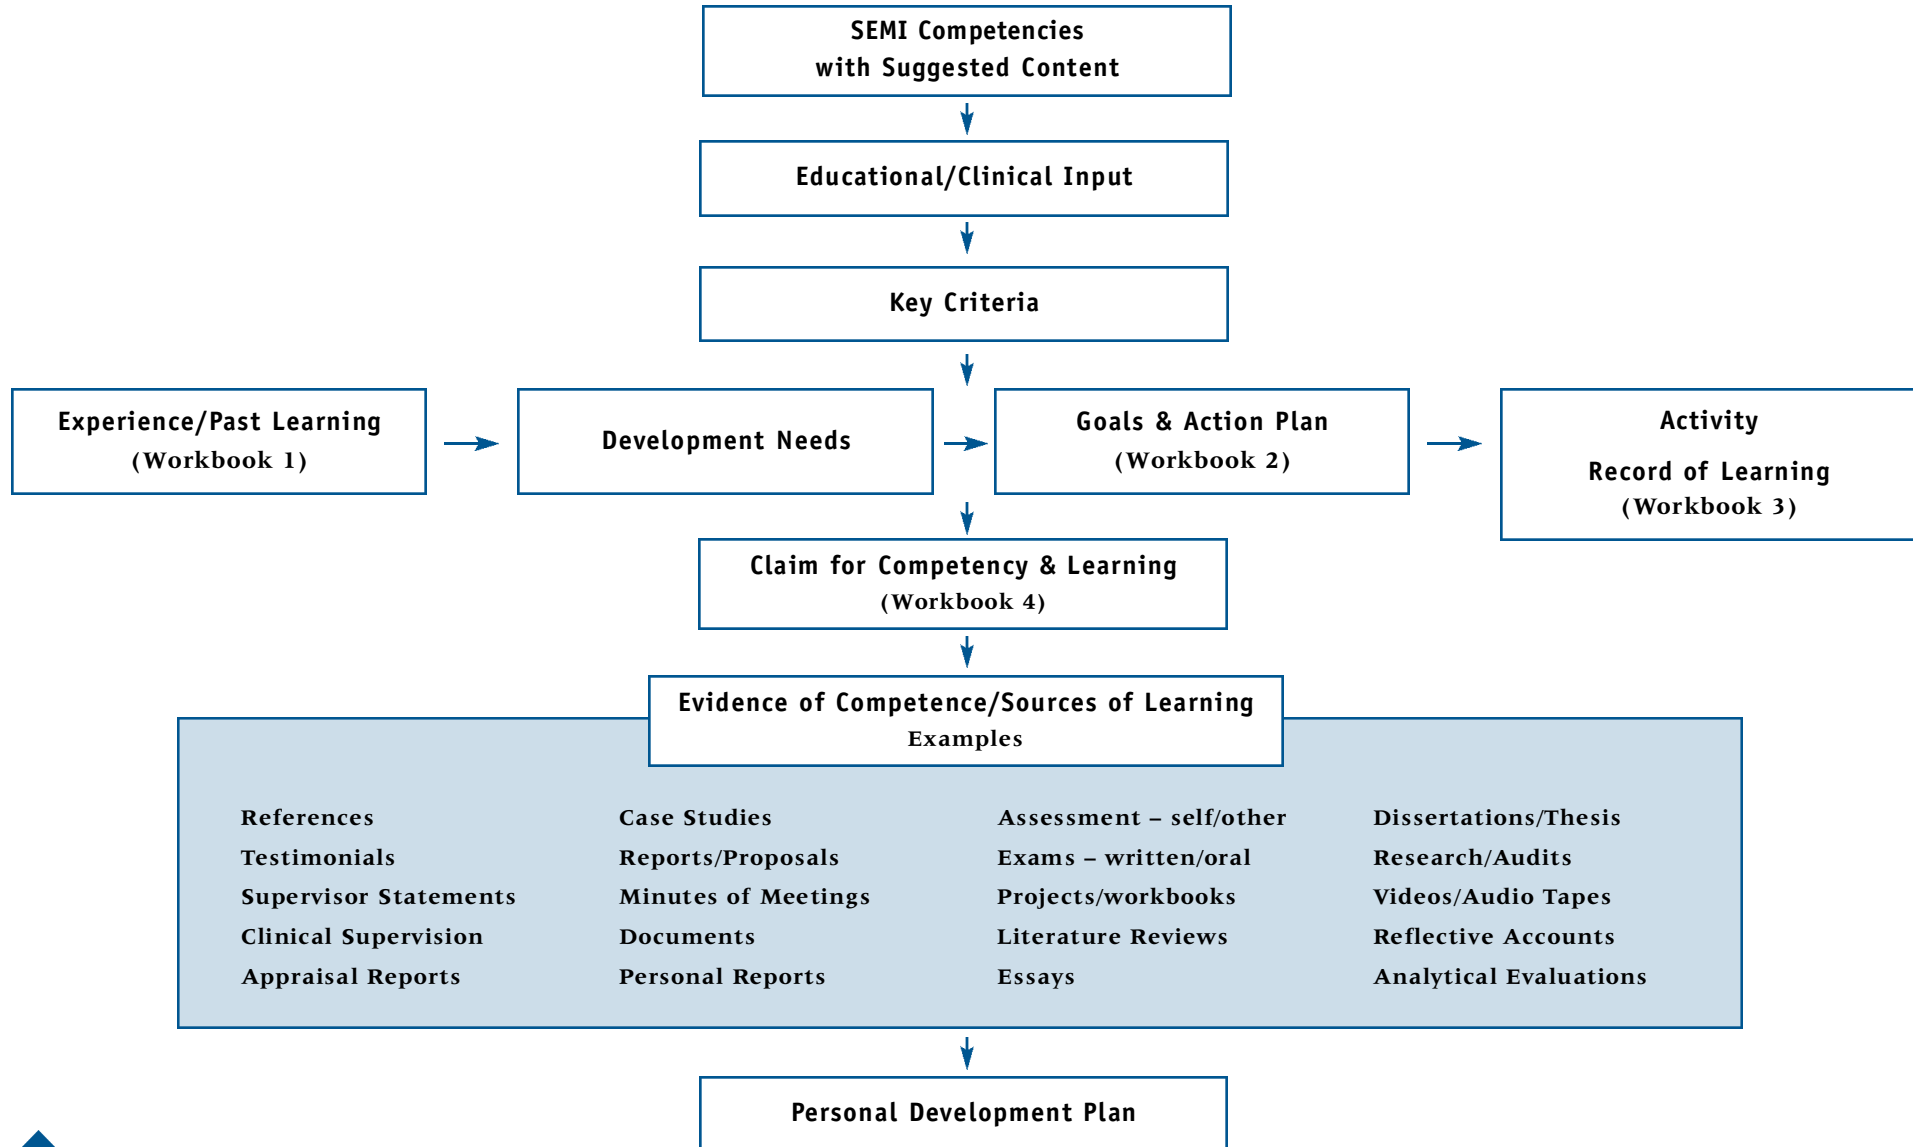 SEMI Competencies
with Suggested Content
Educational/Clinical Input
Key Criteria
Experience/Past Learning
(Workbook 1)
Development Needs
Goals & Action Plan
(Workbook 2)
Activity
Record of Learning
(Workbook 3)
Claim for Competency & Learning
(Workbook 4)
Evidence of Competence/Sources of Learning
Examples
References
Testimonials
Supervisor Statements
Clinical Supervision
Appraisal Reports
Case Studies
Reports/Proposals
Minutes of Meetings
Documents
Personal Reports
Assessment – self/other
Exams – written/oral
Projects/workbooks
Literature Reviews
Essays
Dissertations/Thesis
Research/Audits
Videos/Audio Tapes
Reflective Accounts
Analytical Evaluations
Personal Development Plan